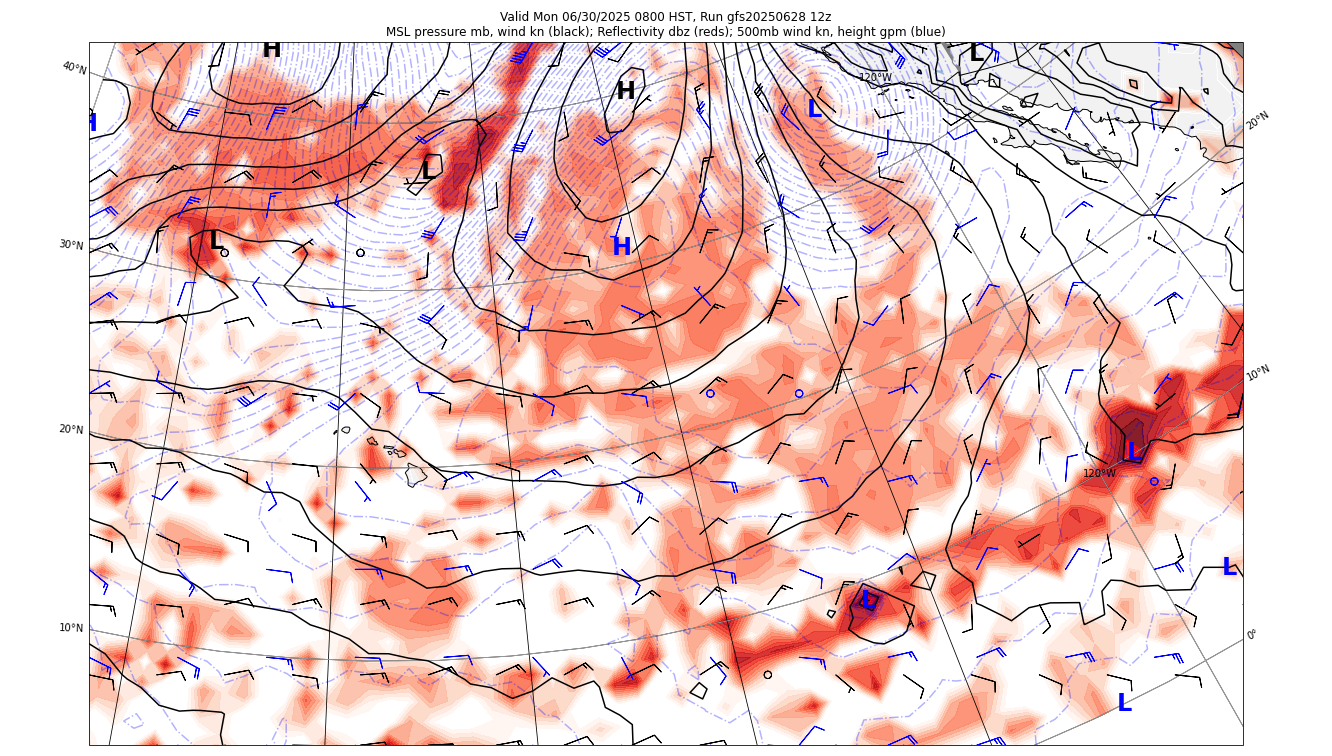 Valid Mon 06/30/2025 0800 HST, Run gfs20250628 12z
MSL pressure mb, wind kn (black); Reflectivity dbz (reds); 500mb wind kn, height gpm (blue)
H
L
40°N
120°W
H
L
H
20°N
L
30°N
L
H
10°N
20°N
L
120°W
L
L
10°N
0°
L